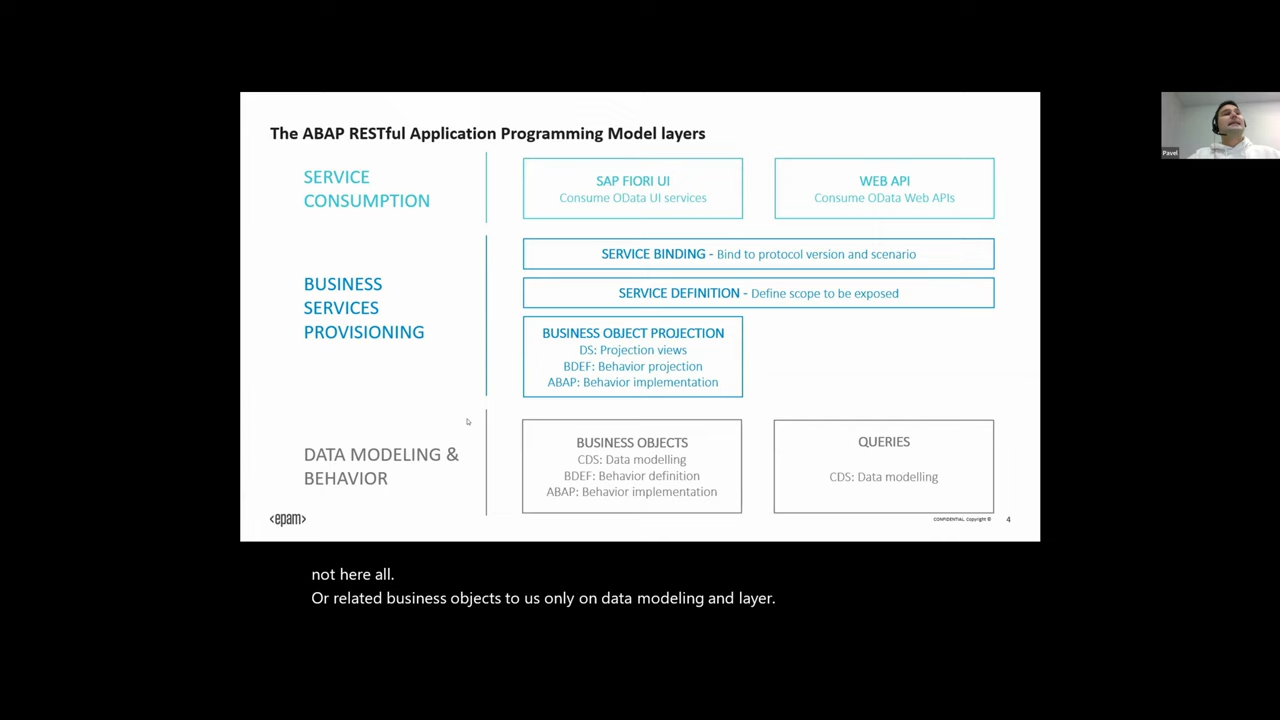 The ABAP RESTful Application Programming Model layers
SERVICE
CONSUMPTION
SAP FIORI UI
Consume OData UI services
WEB API
Consume OData Web APIs
BUSINESS
SERVICES
PROVISIONING
SERVICE BINDING - Bind to protocol version and scenario
SERVICE DEFINITION - Define scope to be exposed
BUSINESS OBJECT PROJECTION
DS: Projection views
BDEF: Behavior projection
ABAP: Behavior implementation
DATA MODELING &
BEHAVIOR
BUSINESS OBJECTS
CDS: Data modelling
BDEF: Behavior definition
ABAP: Behavior implementation
QUERIES
CDS: Data modelling
<epam>
CONFIDENTIAL. Copyright ©
4
Pavel
not here all.
Or related business objects to us only on data modeling and layer.